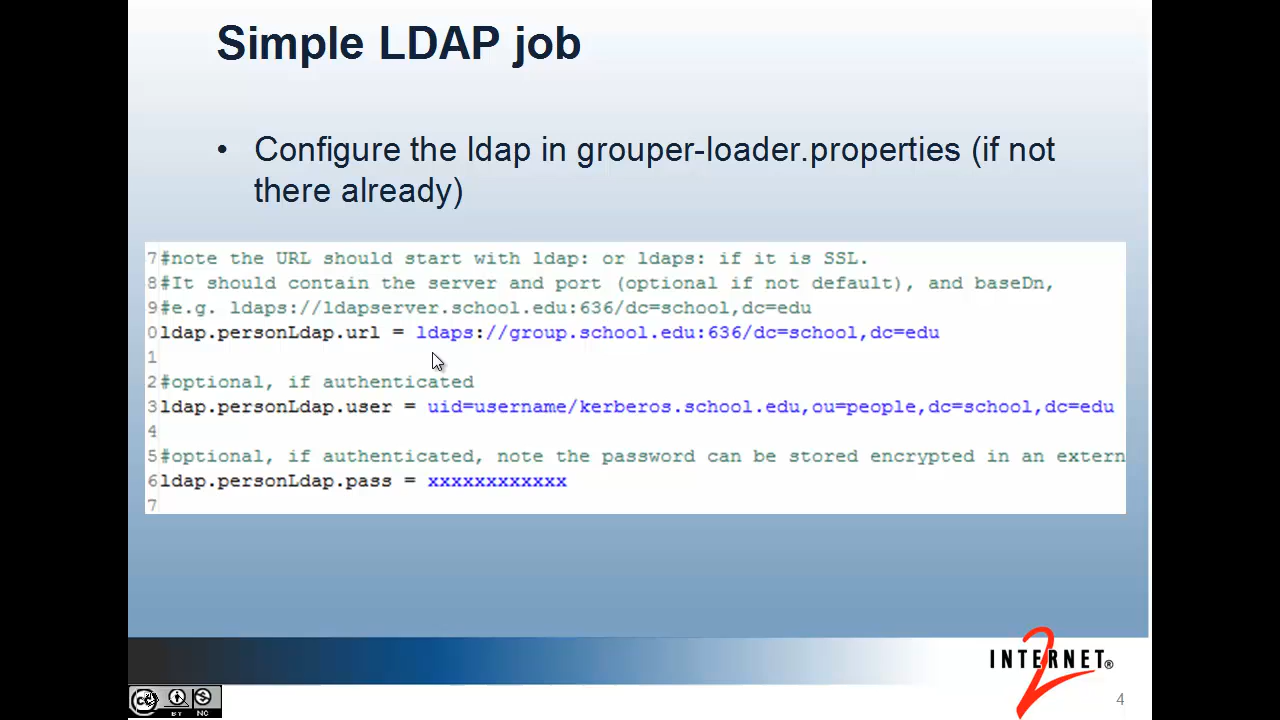 Simple LDAP job
• Configure the ldap in grouper-loader.properties (if not
there already)
7#note the URL should start with ldap: or ldaps: if it is SSL.
8#It should contain the server and port (optional if not default), and baseDn,
9#e.g. ldaps://ldapserver.school.edu:636/dc=school,dc=edu
0ldap.personLdap.url = ldaps://group.school.edu:636/dc=school,dc=edu
1
2#optional, if authenticated
3ldap.personLdap.user = uid=username/kerberos.school.edu,ou=people,dc=school,dc=edu
4
5#optional, if authenticated, note the password can be stored encrypted in an extern
6ldap.personLdap.pass = xxxxxxxxxxxx
7
INTERNET®
2
cc BY NC
4